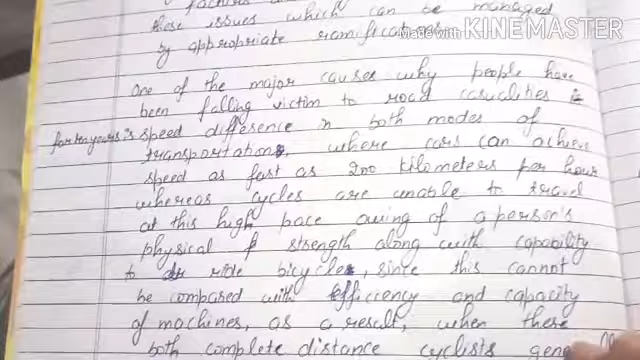 these issues which can be managed
by appropriate ramifications
Made with KINEMASTER
One of the major causes why people have
been falling victim to road casualities is
speed difference in both modes of
transportation, where cars can achieve
speed as fast as 200 kilometers per hour
whereas cycles are unable to travel
at this high pace owing of a person's
physical strength along with capability
to ride bicycle, since this cannot
be compared with efficiency and capacity
of machines, as a result, when there
both complete distance cyclists gene